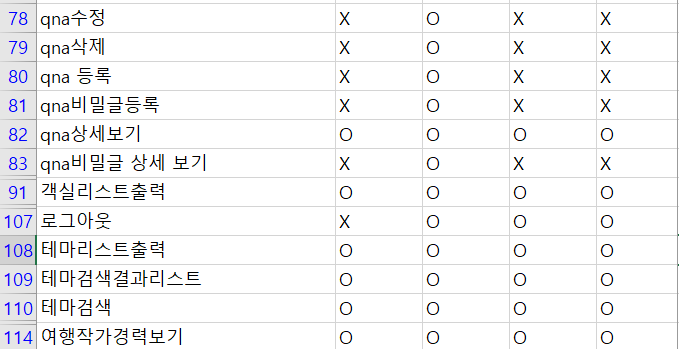 78 qna수정 X O X X
79 qna삭제 X O X X
80 qna 등록 X O X X
81 qna비밀글등록 X O X X
82 qna상세보기 O O O O
83 qna비밀글 상세 보기 X O X X
91 객실리스트출력 O O O O
107 로그아웃 X O O O
108 테마리스트출력 O O O O
109 테마검색결과리스트 O O O O
110 테마검색 O O O O
114 여행작가경력보기 O O O O